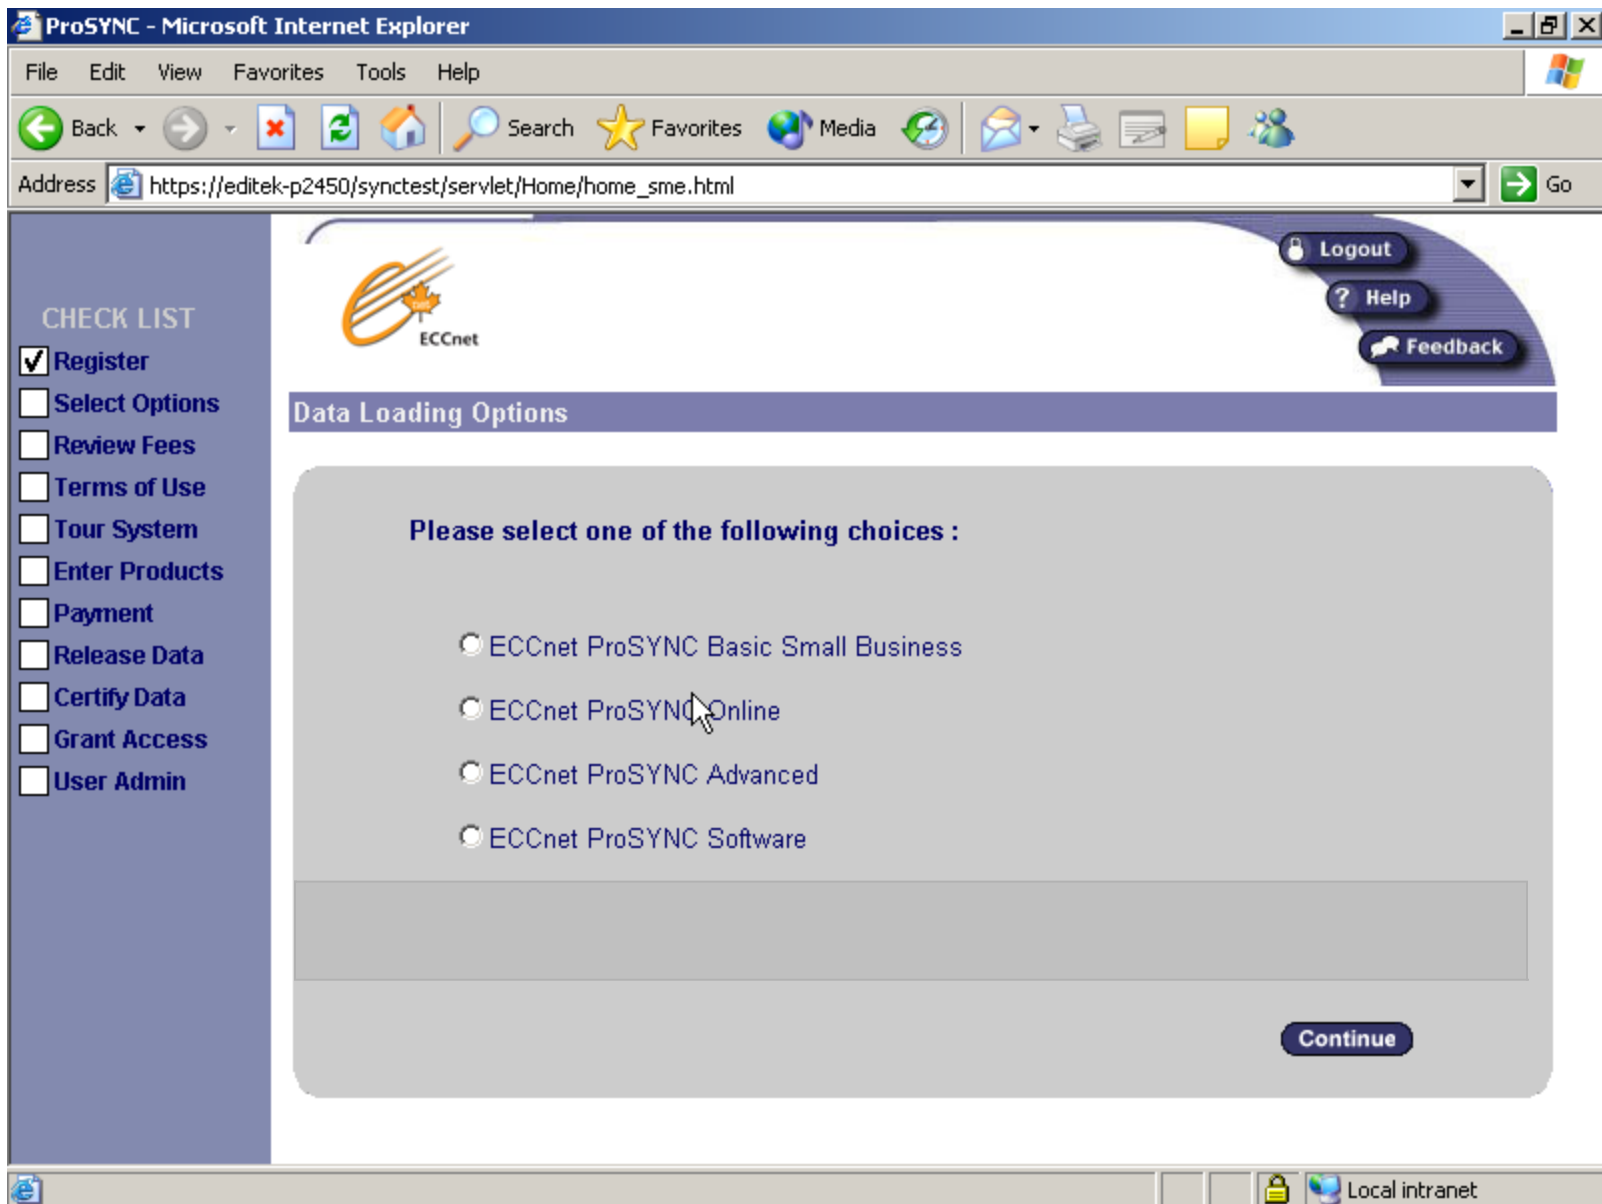 ProSYNC - Microsoft Internet Explorer
File Edit View Favorites Tools Help
Back Search Favorites Media
Address https://editek-p2450/synctest/servlet/Home/home_sme.html Go
Logout
? Help
Feedback
ECCnet
CHECK LIST
Register
Select Options
Review Fees
Terms of Use
Tour System
Enter Products
Payment
Release Data
Certify Data
Grant Access
User Admin
Data Loading Options
Please select one of the following choices :
ECCnet ProSYNC Basic Small Business
ECCnet ProSYNC Online
ECCnet ProSYNC Advanced
ECCnet ProSYNC Software
Continue
Local intranet